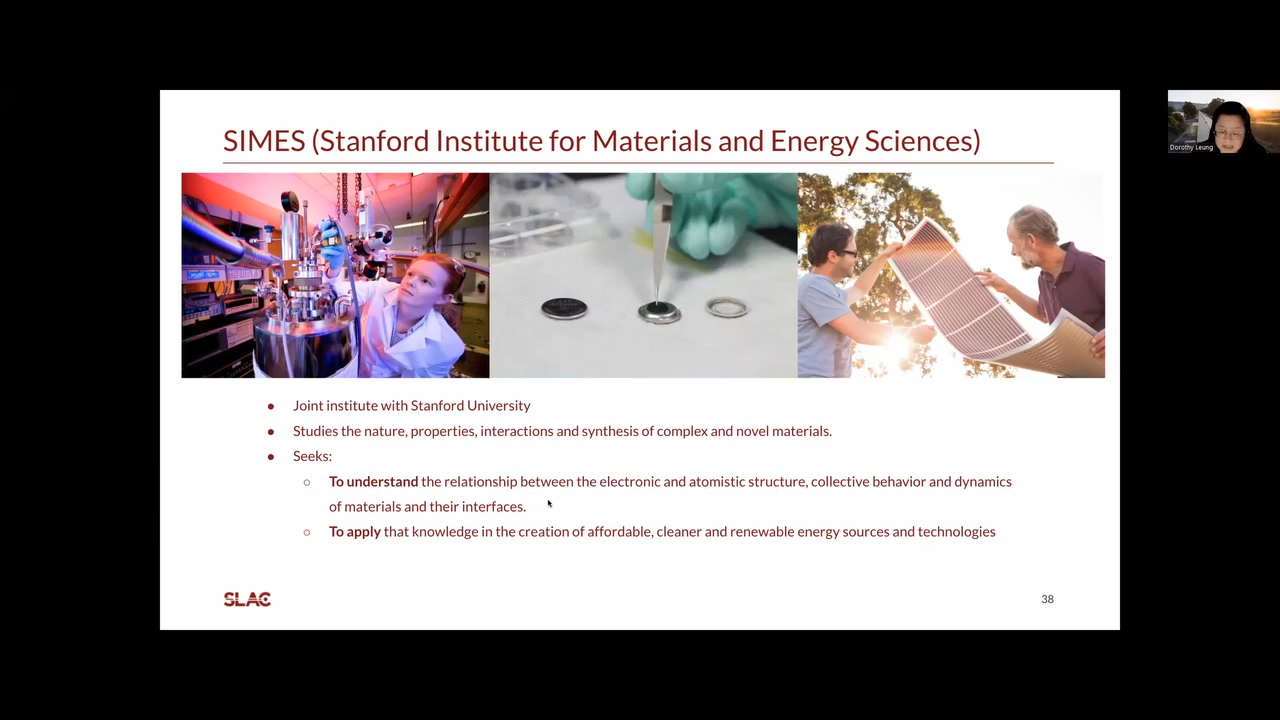 SIMES (Stanford Institute for Materials and Energy Sciences)
Dorothy Leung
● Joint institute with Stanford University
● Studies the nature, properties, interactions and synthesis of complex and novel materials.
● Seeks:
○ To understand the relationship between the electronic and atomistic structure, collective behavior and dynamics
of materials and their interfaces.
○ To apply that knowledge in the creation of affordable, cleaner and renewable energy sources and technologies
SLAC
38